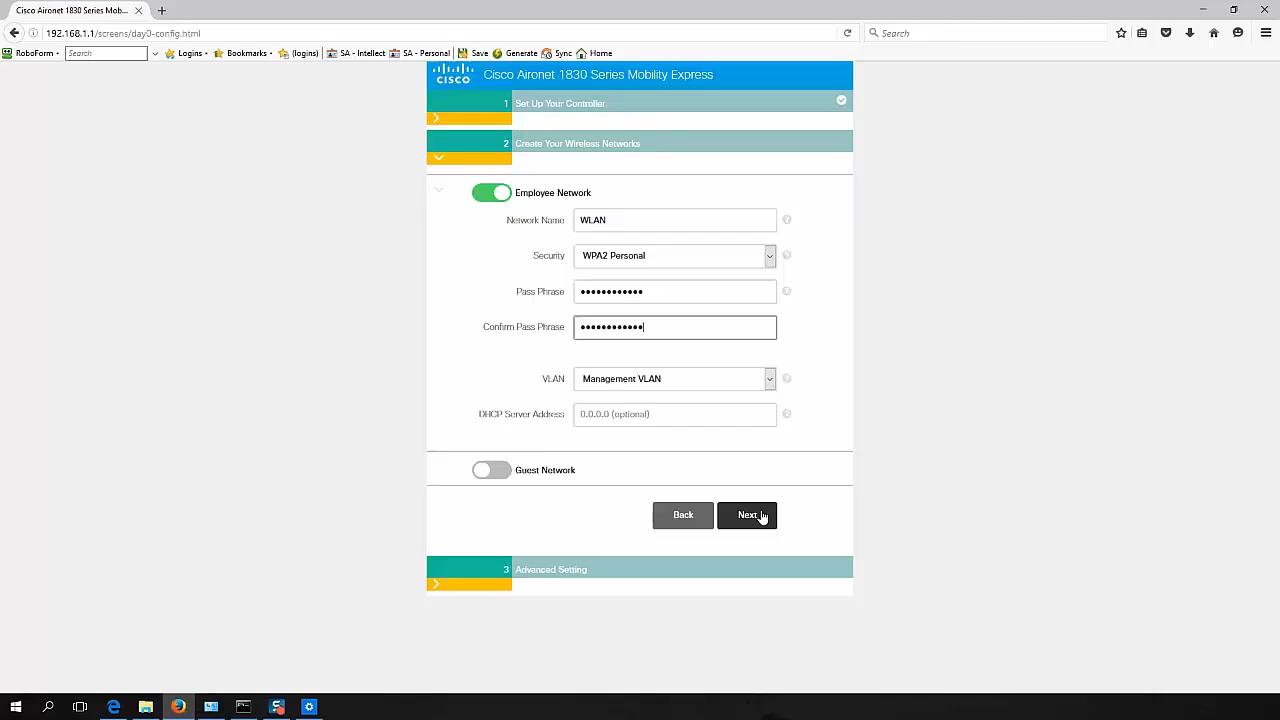 Cisco Aironet 1830 Series Mobil...
192.168.1.1/screens/day0-config.html
Search
RoboForm
Search
Logins
Bookmarks
(logins)
SA - Intellect
SA - Personal
Save
Generate
Sync
Home
CISCO
Cisco Aironet 1830 Series Mobility Express
1 Set Up Your Controller
2 Create Your Wireless Networks
Employee Network
Network Name WLAN ?
Security WPA2 Personal ?
Pass Phrase •••••••••••• ?
Confirm Pass Phrase ••••••••••••
VLAN Management VLAN ?
DHCP Server Address 0.0.0.0 (optional) ?
Guest Network
Back Next
3 Advanced Setting